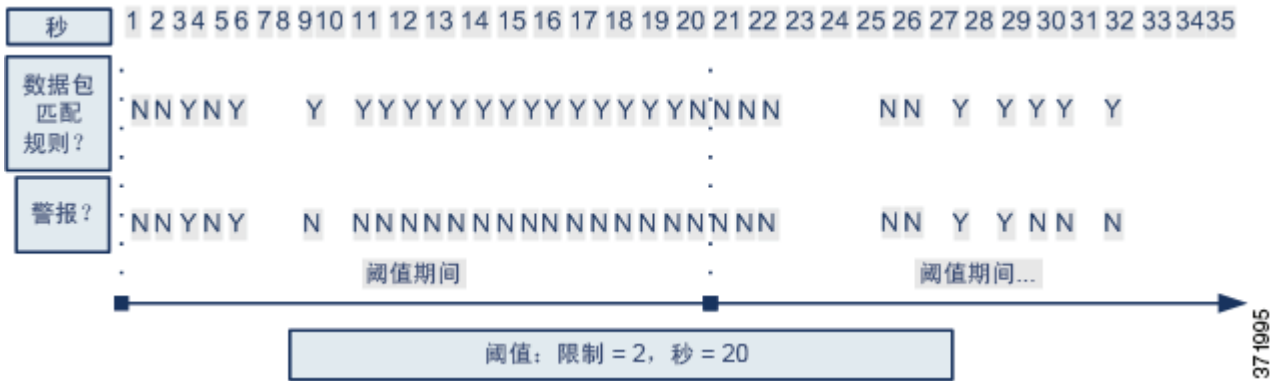 秒 1 2 3 4 5 6 7 8 9 10 11 12 13 14 15 16 17 18 19 20 21 22 23 24 25 26 27 28 29 30 31 32 33 34 35
数据包
匹配
规则？
N N Y N Y Y Y Y Y Y Y Y Y Y Y Y Y Y Y Y N N N N N N Y Y Y Y Y
警报？ N N Y N Y N N N N N N N N N N N N N N N N N N N N N Y Y N N N
阈值期间 阈值期间...
阈值：限制 = 2，秒 = 20
371995